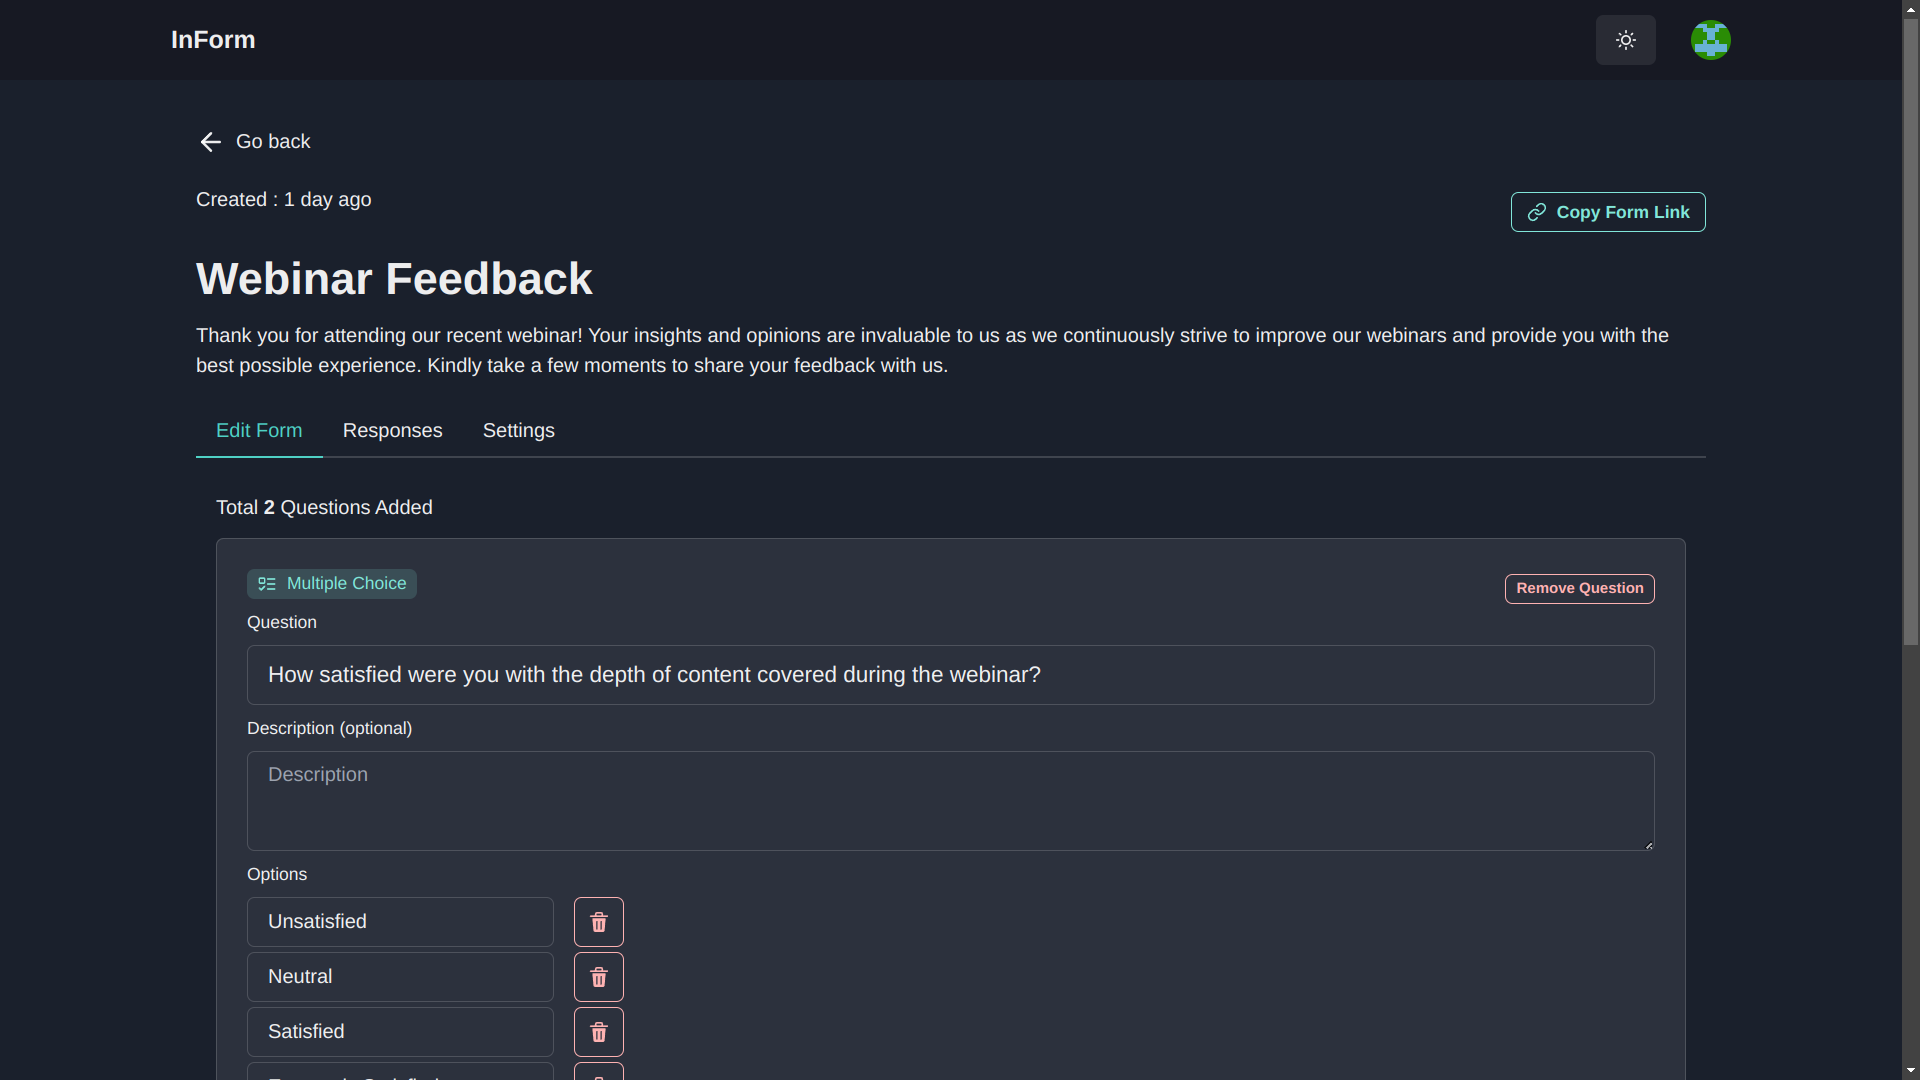 InForm
Go back
Created : 1 day ago
Copy Form Link
Webinar Feedback
Thank you for attending our recent webinar! Your insights and opinions are invaluable to us as we continuously strive to improve our webinars and provide you with the
best possible experience. Kindly take a few moments to share your feedback with us.
Edit Form
Responses
Settings
Total 2 Questions Added
Multiple Choice
Remove Question
Question
How satisfied were you with the depth of content covered during the webinar?
Description (optional)
Description
Options
Unsatisfied
Neutral
Satisfied